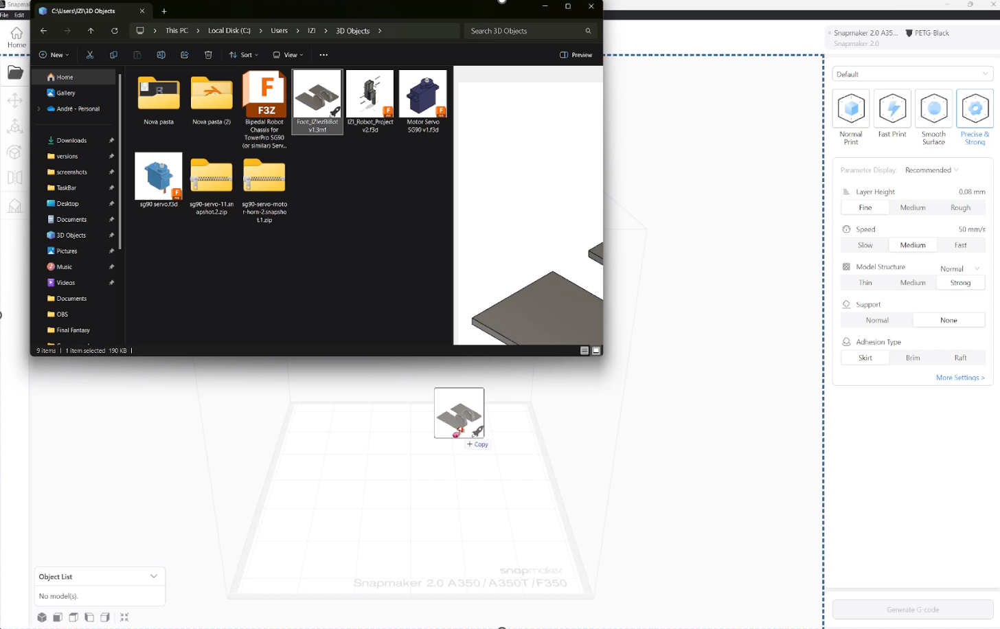 Snapmak
File Edit
C:\Users\IZI\3D Objects
This PC > Local Disk (C:) > Users > IZI > 3D Objects >
Search 3D Objects
New
Sort
View
Preview
Home
Home
Gallery
André - Personal
Downloads
versions
screenshots
TaskBar
Desktop
Documents
3D Objects
Pictures
Music
Videos
Documents
OBS
Final Fantasy
Nova pasta
Nova pasta (2)
F3Z
Bipedal Robot
Chassis for
TowerPro SG90
(or similar) Serv...
Foot_IZIezBiBot
v1.3mf
IZI_Robot_Project
v2.f3d
Motor Servo
SG90 v1.f3d
sg90 servo.f3d
sg90-servo-11.sn
apshot.2.zip
sg90-servo-moto
r-horn-2.snapsho
t.1.zip
9 items | 1 item selected 190 KB |
+ Copy
snapmaker
Snapmaker 2.0 A350/A350T/F350
Object List
No model(s).
Snapmaker 2.0 A35...
PETG-Black
Snapmaker 2.0
Default
Normal
Print
Fast Print
Smooth
Surface
Precise &
Strong
Parameter Display: Recommended
Layer Height 0.08 mm
Fine Medium Rough
Speed 50 mm/s
Slow Medium Fast
Model Structure Normal
Thin Medium Strong
Support
Normal None
Adhesion Type
Skirt Brim Raft
More Settings >
Generate G-code